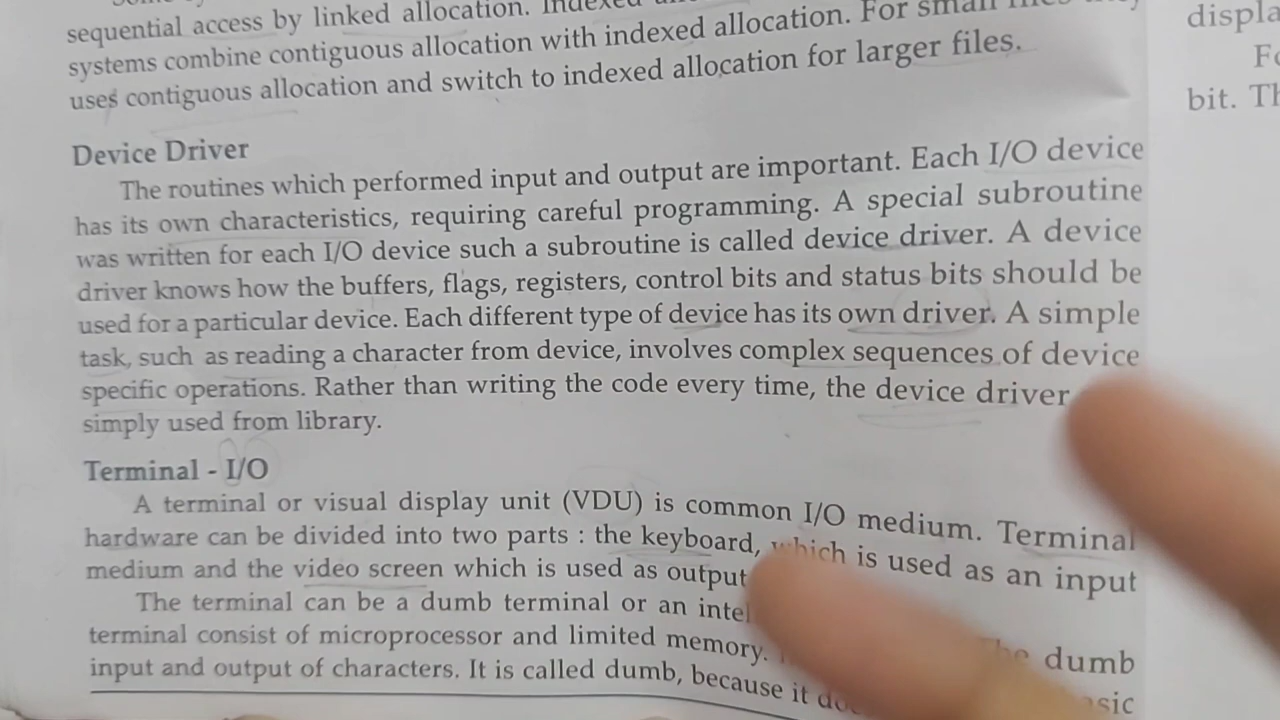 sequential access by linked allocation. Indexed
systems combine contiguous allocation with indexed allocation. For small files they
uses contiguous allocation and switch to indexed allocation for larger files.
Device Driver
The routines which performed input and output are important. Each I/O device
has its own characteristics, requiring careful programming. A special subroutine
was written for each I/O device such a subroutine is called device driver. A device
driver knows how the buffers, flags, registers, control bits and status bits should be
used for a particular device. Each different type of device has its own driver. A simple
task, such as reading a character from device, involves complex sequences of device
specific operations. Rather than writing the code every time, the device driver
simply used from library.
Terminal - I/O
A terminal or visual display unit (VDU) is common I/O medium. Terminal
hardware can be divided into two parts : the keyboard, which is used as an input
medium and the video screen which is used as output
The terminal can be a dumb terminal or an
terminal consist of microprocessor and limited memory. dumb
input and output of characters. It is called dumb, because it
bit.